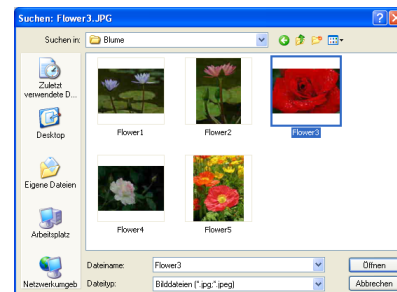 Suchen: Flower3.JPG
Suchen in:
Blume
Zuletzt
verwendete D...
Desktop
Eigene Dateien
Arbeitsplatz
Netzwerkumgeb
Flower1
Flower2
Flower3
Flower4
Flower5
Dateiname:
Flower3
Öffnen
Dateityp:
Bilddateien (*.jpg;*.jpeg)
Abbrechen